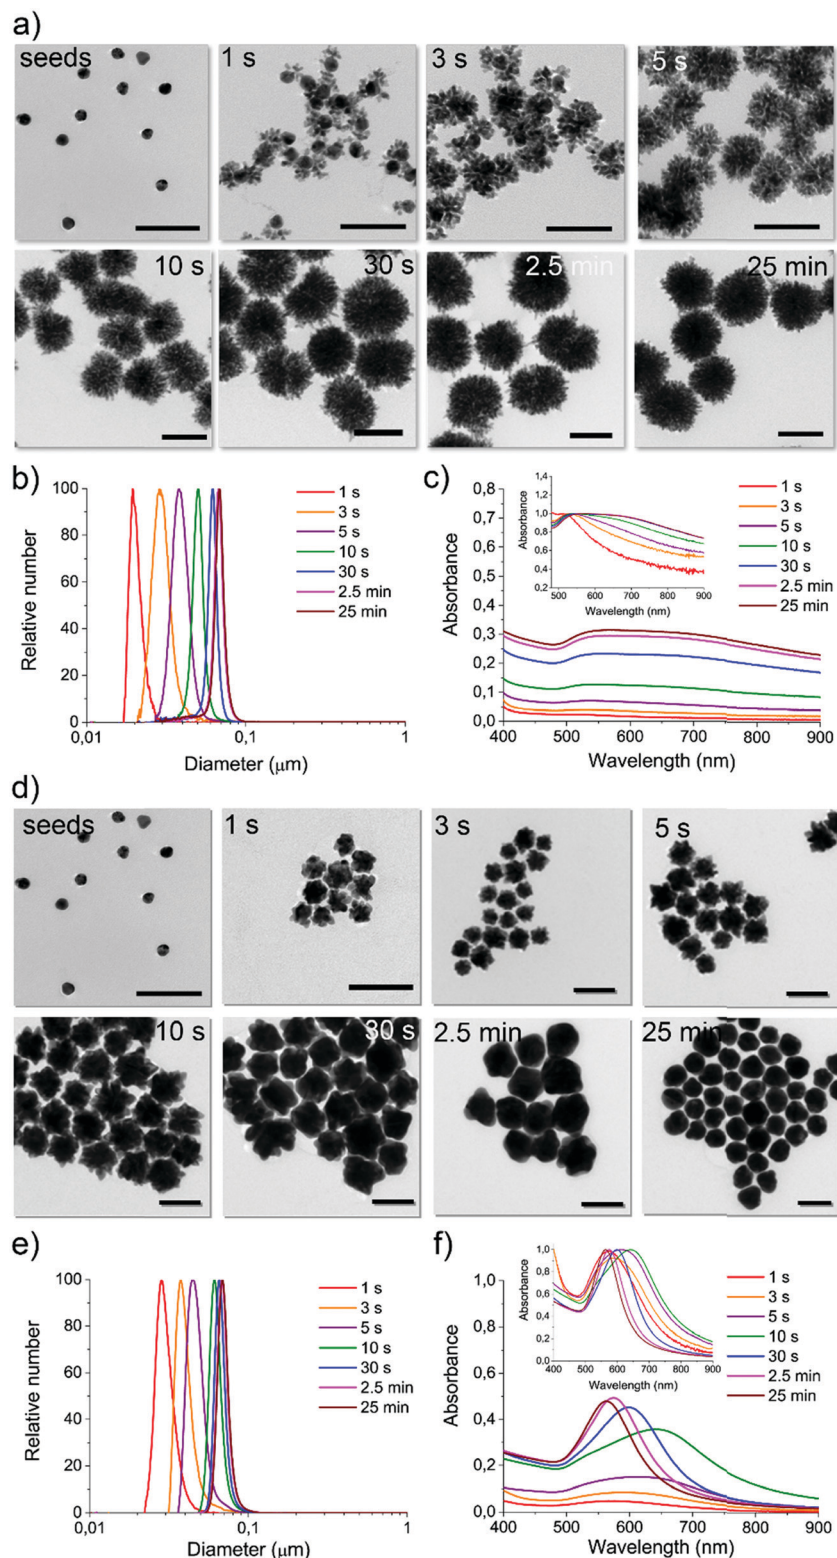 a)
seeds
1 s
3 s
5 s
10 s
30 s
2.5 min
25 min
b)
100
80
60
40
20
0
Relative number
0,01
0,1
1
Diameter (μm)
1 s
3 s
5 s
10 s
30 s
2.5 min
25 min
c)
0,8
0,7
0,6
0,5
0,4
0,3
0,2
0,1
0,0
Absorbance
400
500
600
700
800
900
Wavelength (nm)
1,4
1,2
1,0
0,8
0,6
0,4
0,2
Absorbance
500
600
700
800
900
Wavelength (nm)
1 s
3 s
5 s
10 s
30 s
2.5 min
25 min
d)
seeds
1 s
3 s
5 s
10 s
30 s
2.5 min
25 min
e)
100
80
60
40
20
0
Relative number
0,01
0,1
1
Diameter (μm)
1 s
3 s
5 s
10 s
30 s
2.5 min
25 min
f)
1,0
0,8
0,6
0,4
0,2
0,0
Absorbance
400
500
600
700
800
900
Wavelength (nm)
1,0
0,8
0,6
0,4
0,2
0,0
Absorbance
400
500
600
700
800
900
Wavelength (nm)
1 s
3 s
5 s
10 s
30 s
2.5 min
25 min